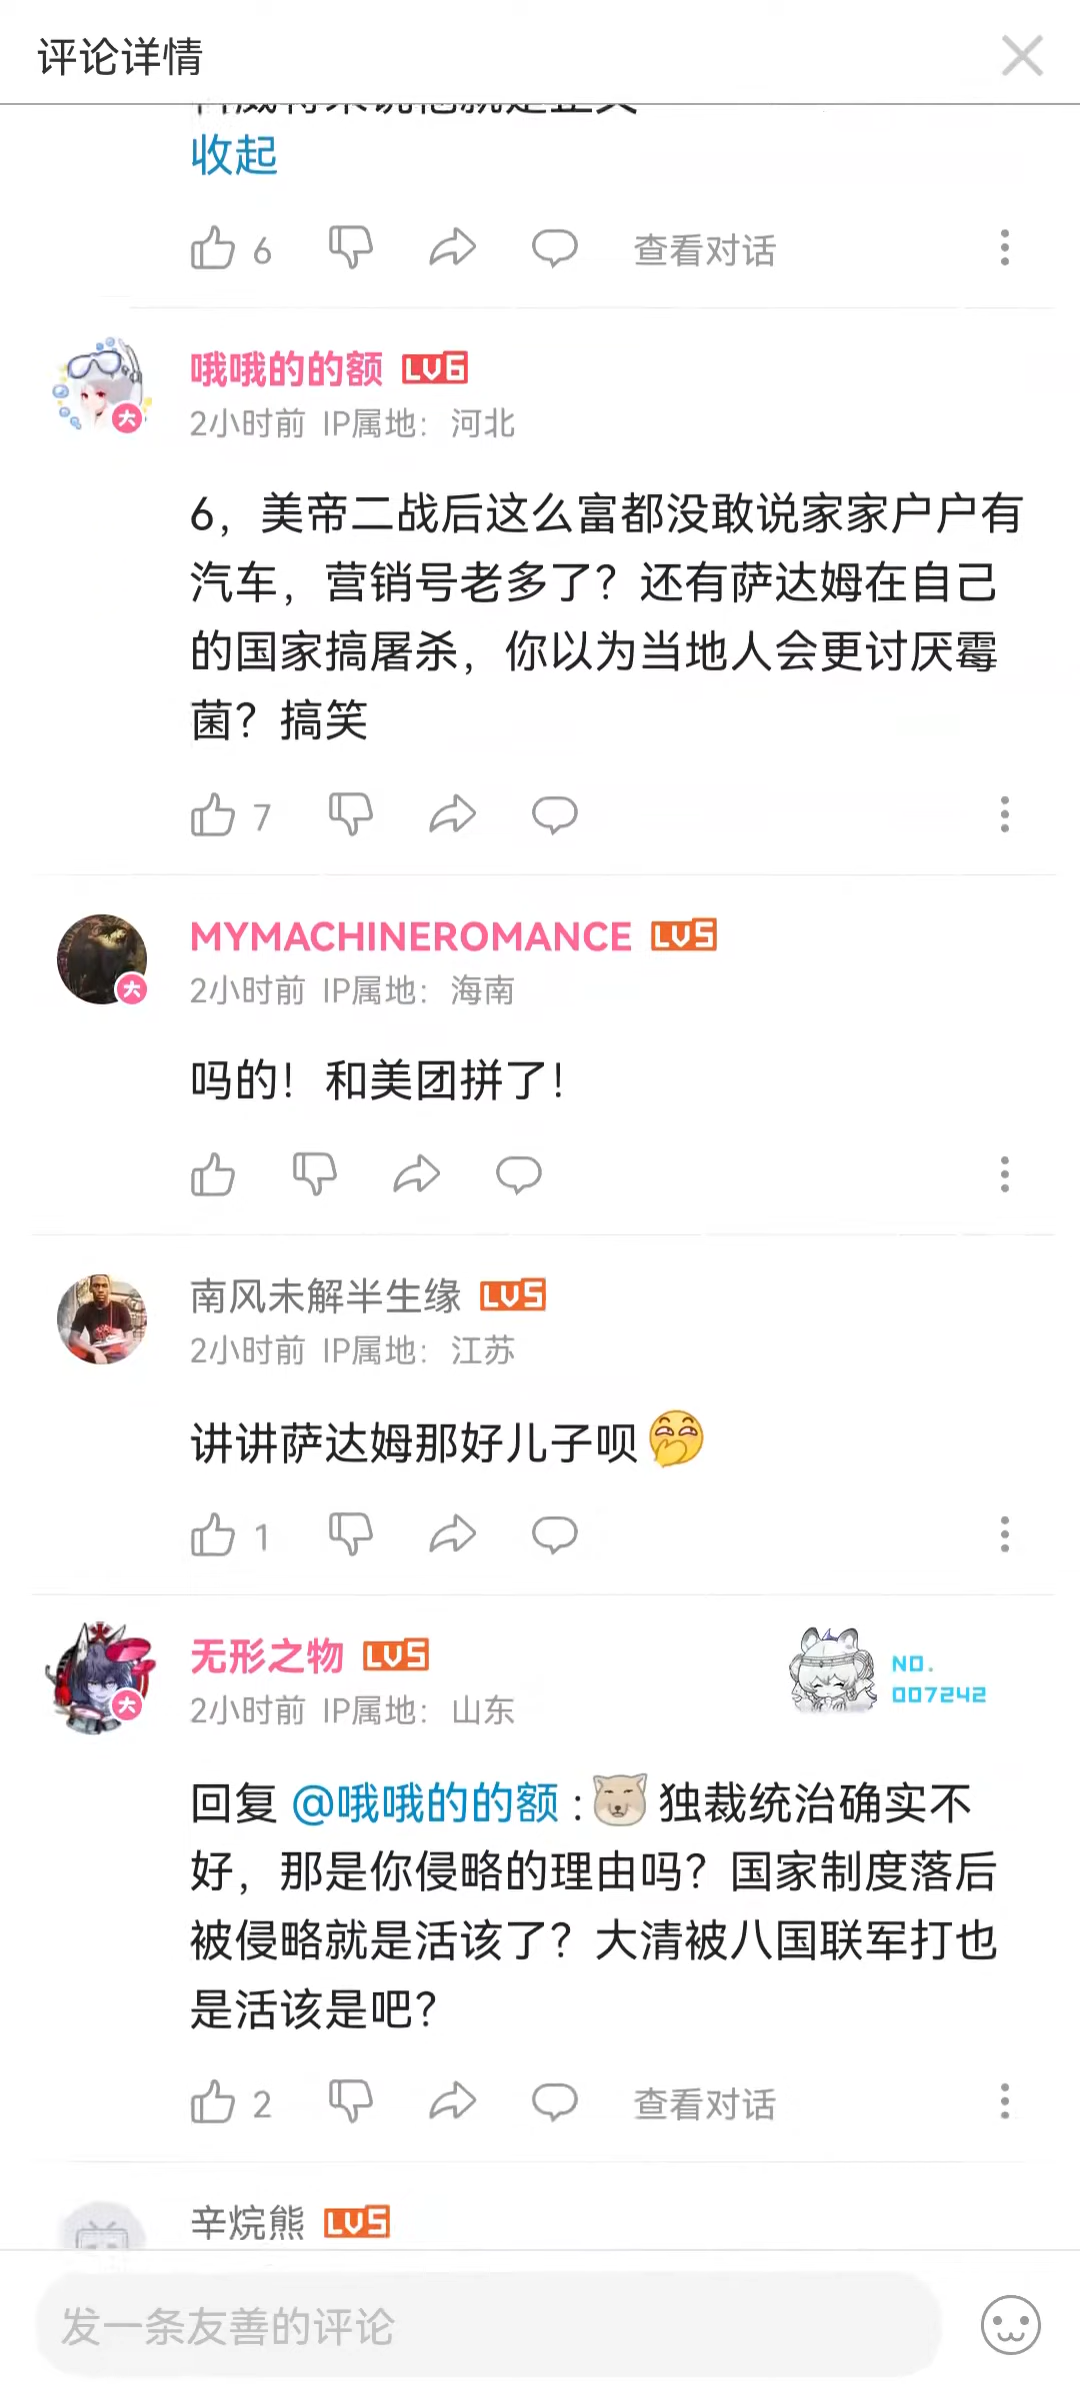 评论详情
收起
6
查看对话
哦哦的的额 LV6
2小时前 IP属地：河北
6，美帝二战后这么富都没敢说家家户户有
汽车，营销号老多了？还有萨达姆在自己
的国家搞屠杀，你以为当地人会更讨厌霉
菌？搞笑
7
MYMACHINEROMANCE LV5
2小时前 IP属地：海南
吗的！和美团拼了！
南风未解半生缘 LV5
2小时前 IP属地：江苏
讲讲萨达姆那好儿子呗
1
无形之物 LV5
NO.
007242
2小时前 IP属地：山东
回复 @哦哦的的额 : 独裁统治确实不
好，那是你侵略的理由吗？国家制度落后
被侵略就是活该了？大清被八国联军打也
是活该是吧？
2
查看对话
辛烷熊 LV5
发一条友善的评论